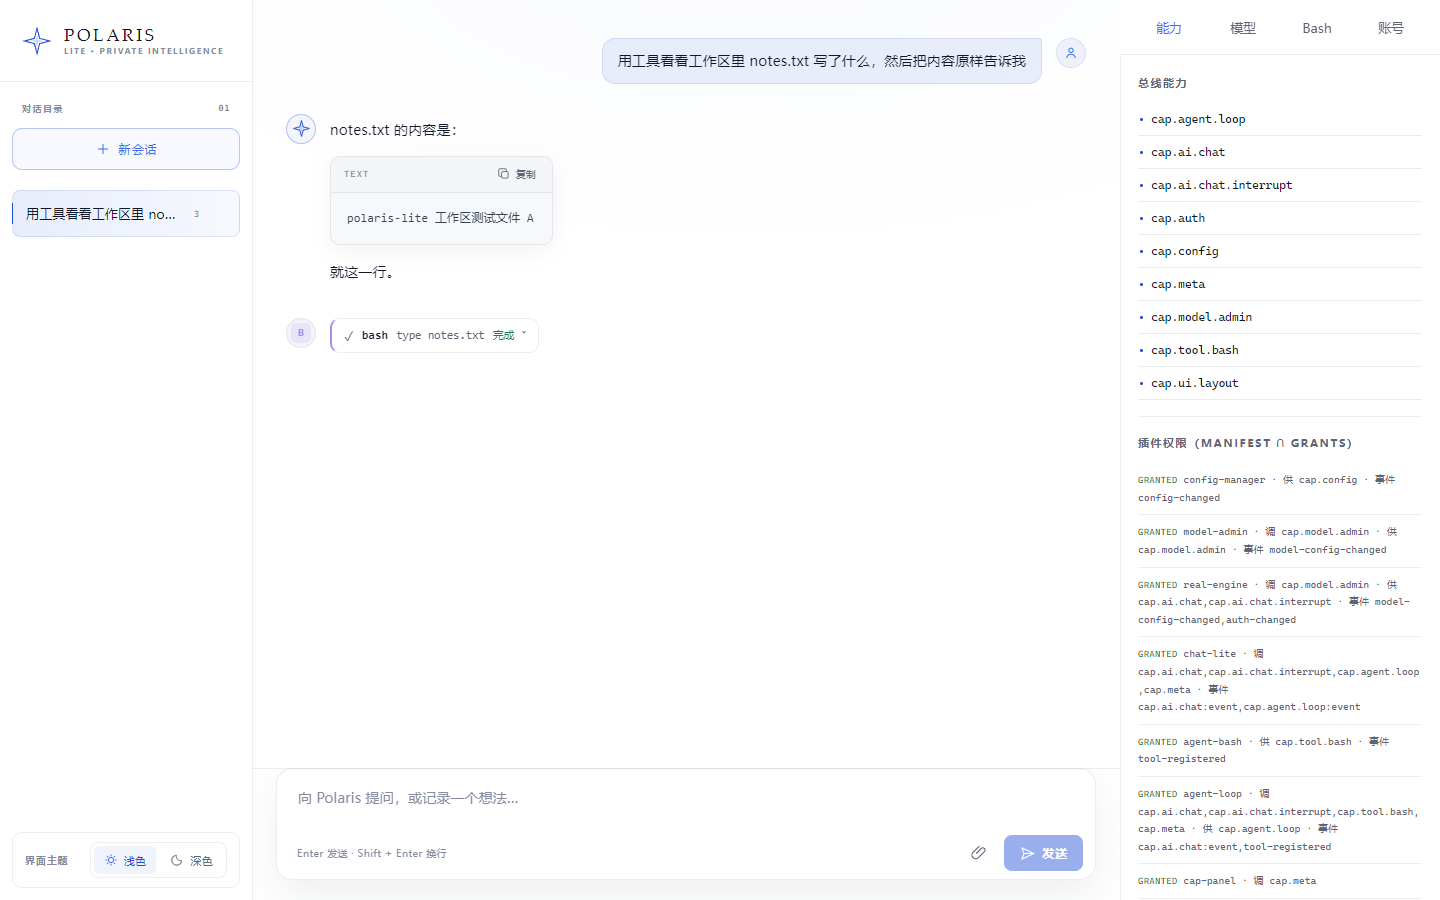 POLARIS
LITE • PRIVATE INTELLIGENCE
对话目录 01
新会话
用工具看看工作区里 no... 3
界面主题 浅色 深色
用工具看看工作区里 notes.txt 写了什么，然后把内容原样告诉我
notes.txt 的内容是：
TEXT 复制
polaris-lite 工作区测试文件 A
就这一行。
B
bash type notes.txt 完成
向 Polaris 提问，或记录一个想法...
Enter 发送 · Shift + Enter 换行
发送
能力 模型 Bash 账号
总线能力
• cap.agent.loop
• cap.ai.chat
• cap.ai.chat.interrupt
• cap.auth
• cap.config
• cap.meta
• cap.model.admin
• cap.tool.bash
• cap.ui.layout
插件权限（MANIFEST ∩ GRANTS）
GRANTED config-manager · 供 cap.config · 事件
config-changed
GRANTED model-admin · 调 cap.model.admin · 供
cap.model.admin · 事件 model-config-changed
GRANTED real-engine · 调 cap.model.admin · 供
cap.ai.chat,cap.ai.chat.interrupt · 事件 model-
config-changed,auth-changed
GRANTED chat-lite · 调
cap.ai.chat,cap.ai.chat.interrupt,cap.agent.loop
,cap.meta · 事件
cap.ai.chat:event,cap.agent.loop:event
GRANTED agent-bash · 供 cap.tool.bash · 事件
tool-registered
GRANTED agent-loop · 调
cap.ai.chat,cap.ai.chat.interrupt,cap.tool.bash,
cap.meta · 供 cap.agent.loop · 事件
cap.ai.chat:event,tool-registered
GRANTED cap-panel · 调 cap.meta